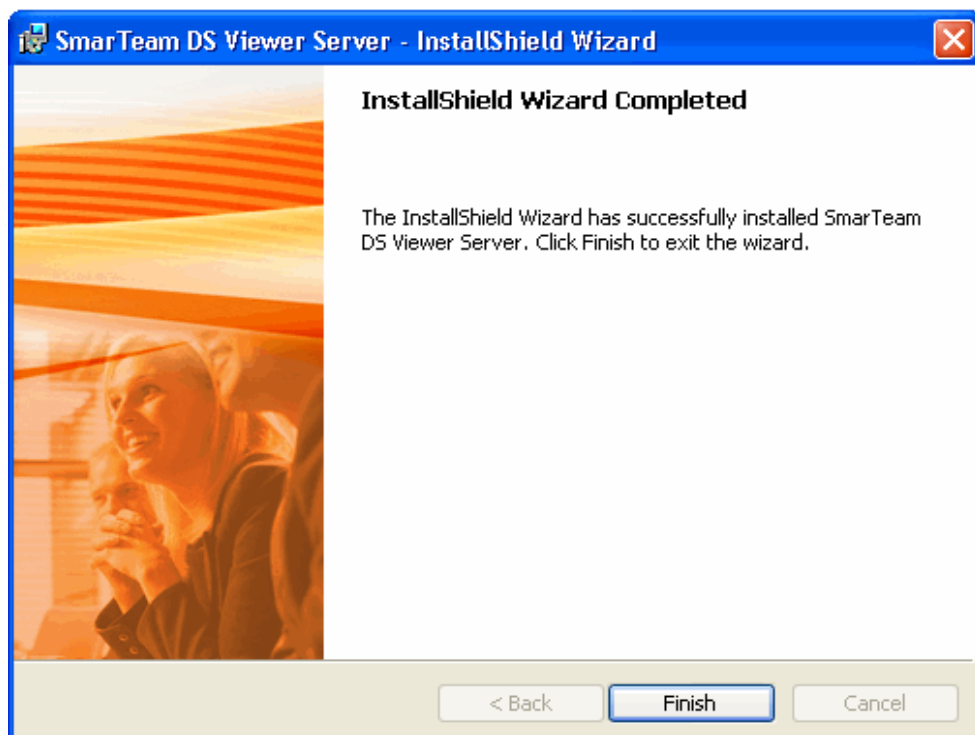 SmarTeam DS Viewer Server - InstallShield Wizard
InstallShield Wizard Completed
The InstallShield Wizard has successfully installed SmarTeam
DS Viewer Server. Click Finish to exit the wizard.
< Back Finish Cancel